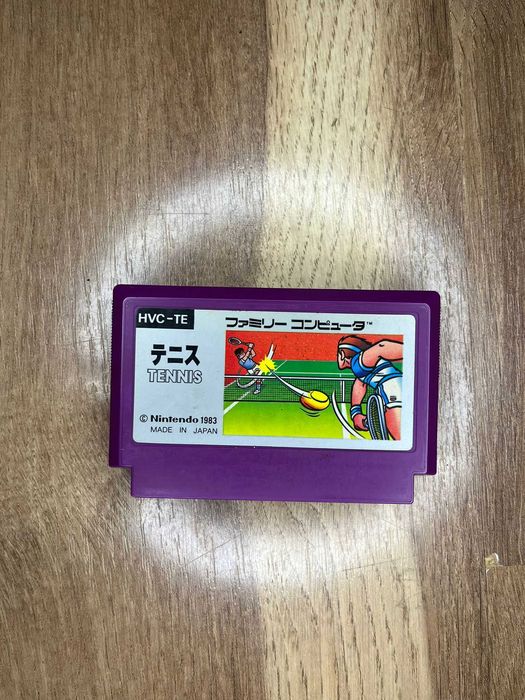 HVC-TE
ファミリー コンピュータ™
テニス
TENNIS
© Nintendo 1983
MADE IN JAPAN